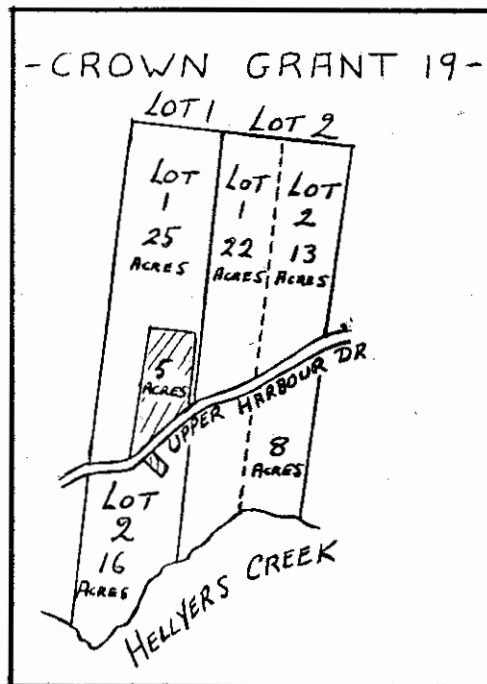 -CROWN GRANT 19-
LOT 1
LOT 2
LOT
1
25
ACRES
LOT
1
22
ACRES
LOT
2
13
ACRES
5
ACRES
UPPER HARBOUR DR
8
ACRES
LOT
2
16
ACRES
HELLYERS CREEK